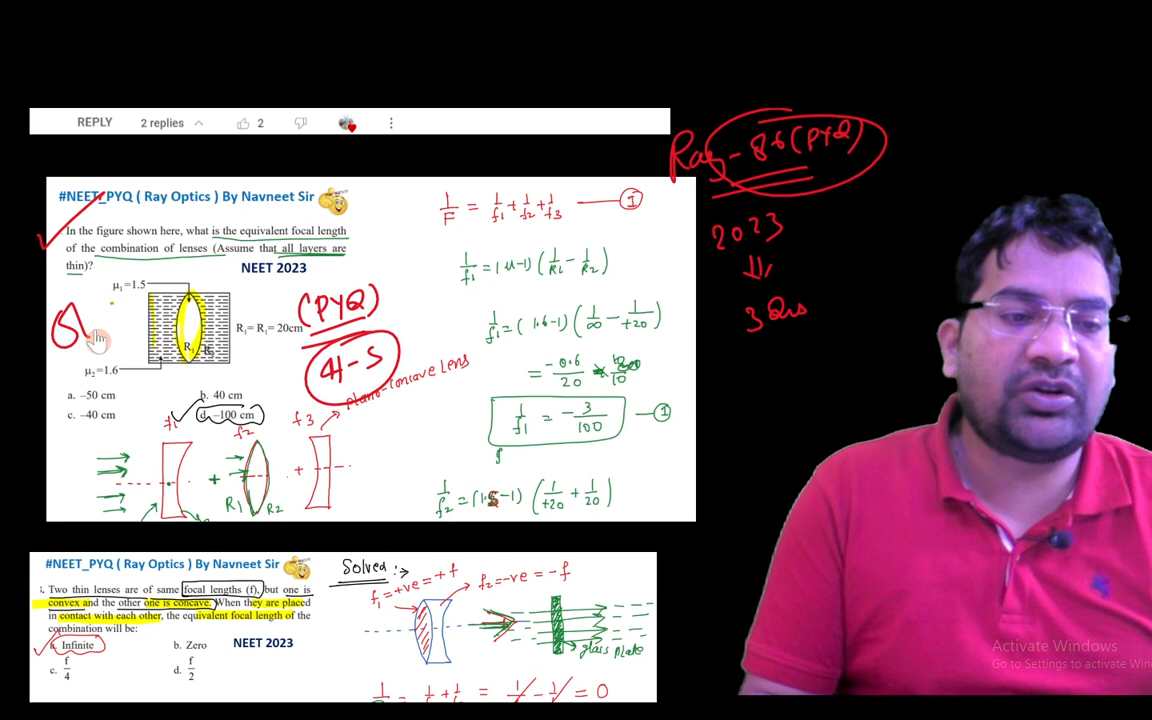 REPLY 2 replies 2
Ray - 86 (PYQ)
2023
3 Qus
#NEET_PYQ ( Ray Optics ) By Navneet Sir
In the figure shown here, what is the equivalent focal length
of the combination of lenses (Assume that all layers are
thin)?
NEET 2023
μ₁=1.5
R₁= R₁= 20cm
R₁
μ₂=1.6
a. –50 cm b. 40 cm
c. –40 cm d. –100 cm
(PYQ)
4-5
plano-concave Lens
f1 f2 f3
+ +
R1 R2
1/F = 1/f1 + 1/f2 + 1/f3 — I
1/f1 = (μ-1) (1/R1 - 1/R2)
1/f1 = (1.6-1) (1/∞ - 1/+20)
= -0.6/20 × 10/10
1/f1 = -3/100 — 1
1/f2 = (1.5-1) (1/+20 + 1/20)
#NEET_PYQ ( Ray Optics ) By Navneet Sir
Two thin lenses are of same focal lengths (f), but one is
convex and the other one is concave. When they are placed
in contact with each other, the equivalent focal length of the
combination will be:
a. Infinite b. Zero NEET 2023
c. f/4 d. f/2
Solved :→
f1=+ve=+f f2=-ve=-f
glass plate
= 0
Activate Windows
Go to Settings to activate Win